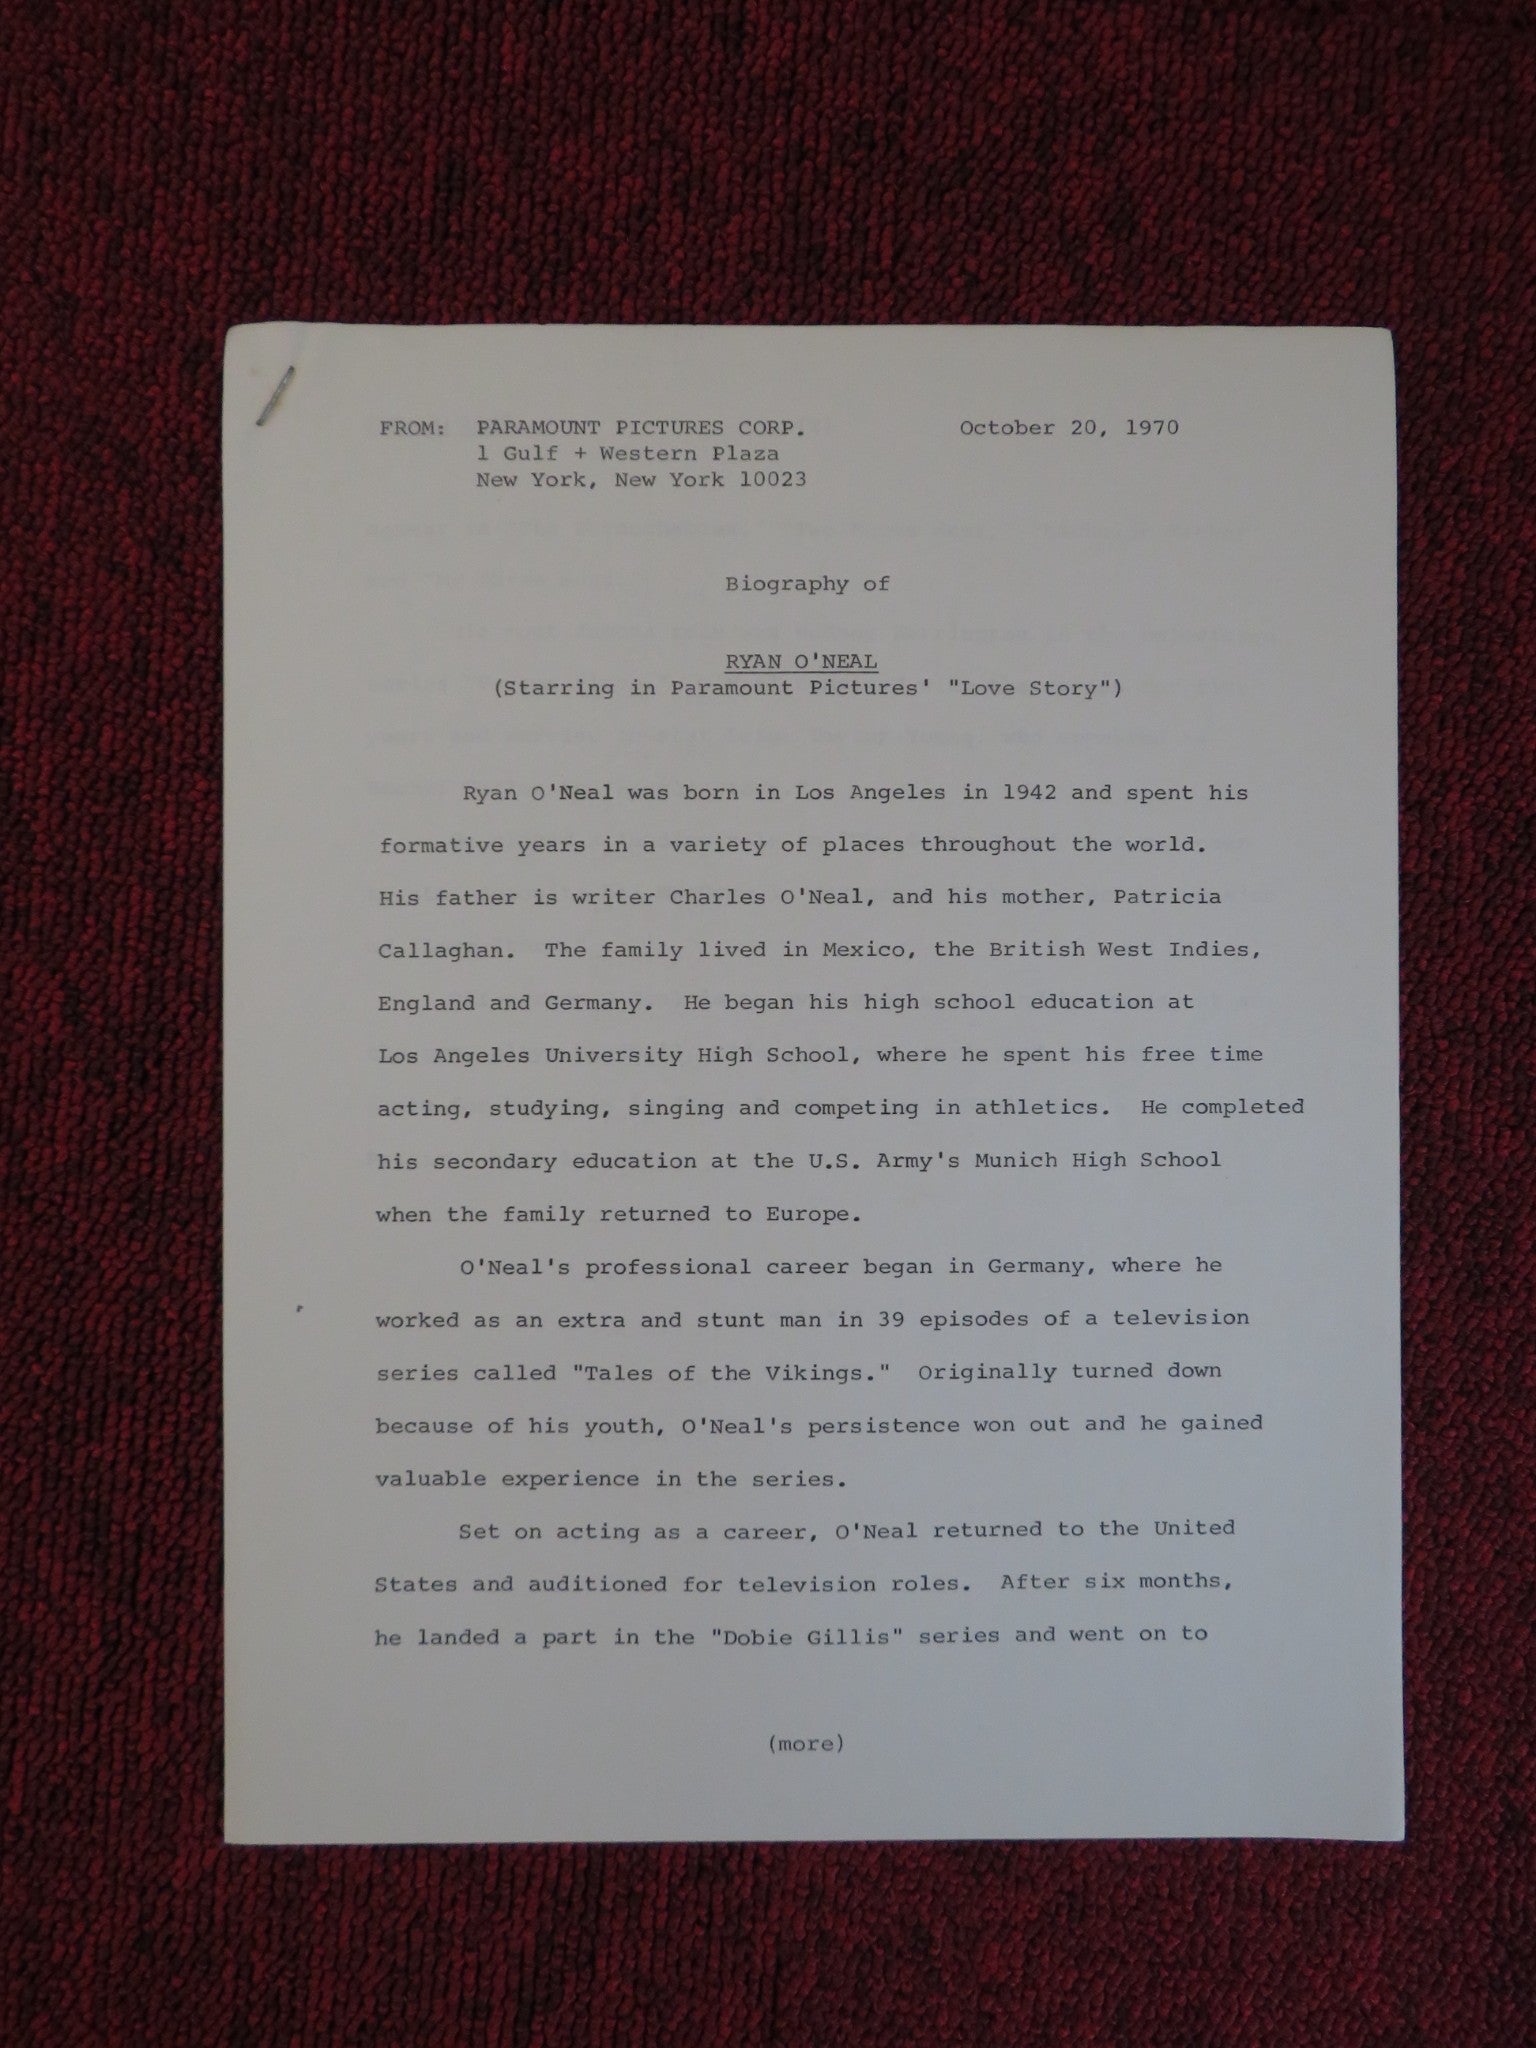 FROM: PARAMOUNT PICTURES CORP. October 20, 1970
1 Gulf + Western Plaza
New York, New York 10023
Biography of
RYAN O'NEAL
(Starring in Paramount Pictures' "Love Story")
Ryan O'Neal was born in Los Angeles in 1942 and spent his
formative years in a variety of places throughout the world.
His father is writer Charles O'Neal, and his mother, Patricia
Callaghan. The family lived in Mexico, the British West Indies,
England and Germany. He began his high school education at
Los Angeles University High School, where he spent his free time
acting, studying, singing and competing in athletics. He completed
his secondary education at the U.S. Army's Munich High School
when the family returned to Europe.
O'Neal's professional career began in Germany, where he
worked as an extra and stunt man in 39 episodes of a television
series called "Tales of the Vikings." Originally turned down
because of his youth, O'Neal's persistence won out and he gained
valuable experience in the series.
Set on acting as a career, O'Neal returned to the United
States and auditioned for television roles. After six months,
he landed a part in the "Dobie Gillis" series and went on to
(more)